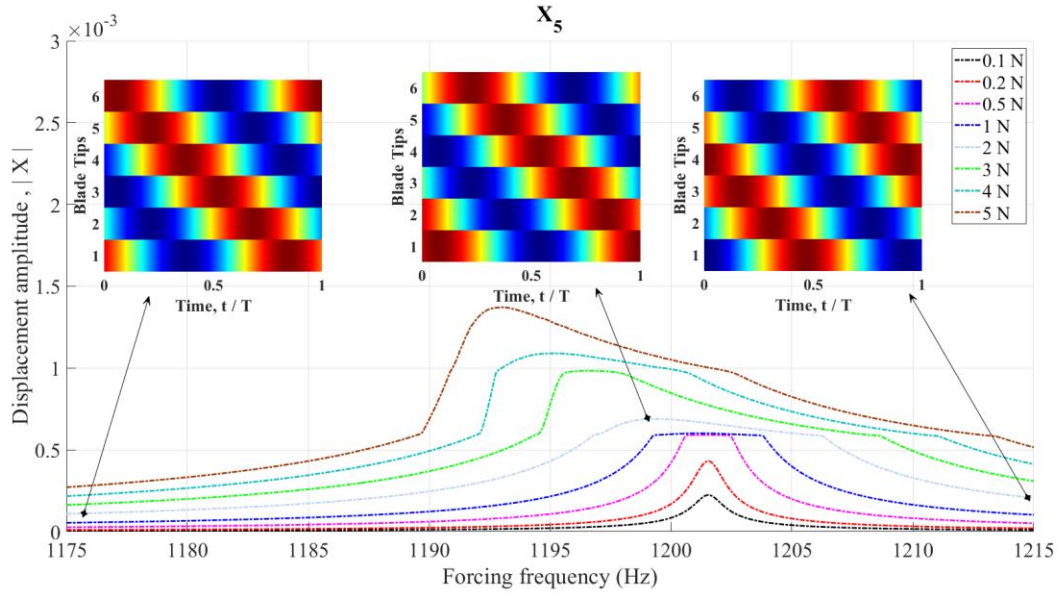 X5
×10⁻³
3
2.5
2
1.5
1
0.5
0
Displacement amplitude , | X |
1175
1180
1185
1190
1195
1200
1205
1210
1215
Forcing frequency (Hz)
Blade Tips
6
5
4
3
2
1
0
0.5
1
Time, t / T
Blade Tips
6
5
4
3
2
1
0
0.5
1
Time, t / T
Blade Tips
6
5
4
3
2
1
0
0.5
1
Time, t / T
0.1 N
0.2 N
0.5 N
1 N
2 N
3 N
4 N
5 N